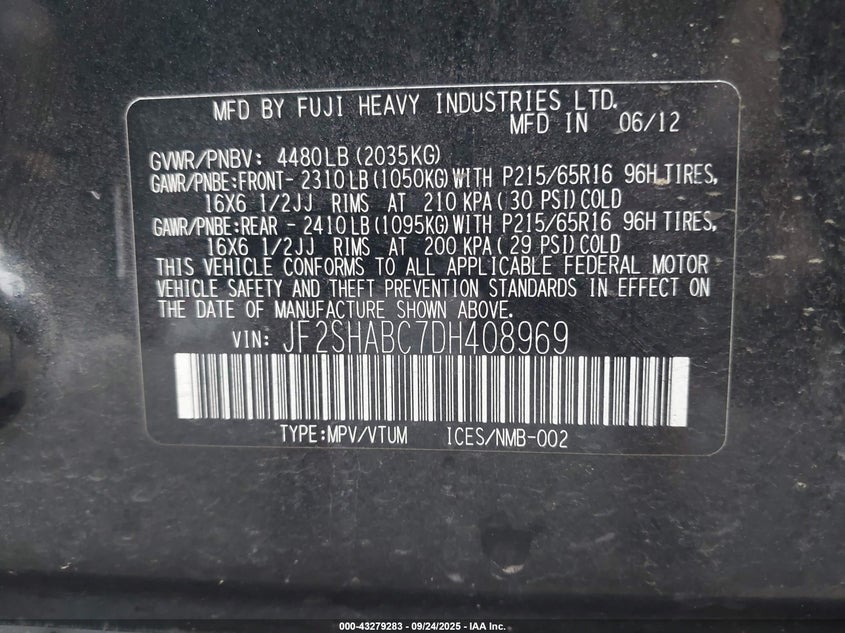 MFD BY FUJI HEAVY INDUSTRIES LTD.
MFD IN 06/12
GVWR/PNBV: 4480LB (2035KG)
GAWR/PNBE:FRONT- 2310LB (1050KG) WITH P215/65R16 96H TIRES,
16X6 1/2JJ RIMS AT 210 KPA( 30 PSI) COLD
GAWR/PNBE:REAR - 2410LB (1095KG) WITH P215/65R16 96H TIRES,
16X6 1/2JJ RIMS AT 200 KPA( 29 PSI) COLD
THIS VEHICLE CONFORMS TO ALL APPLICABLE FEDERAL MOTOR
VEHICLE SAFETY AND THEFT PREVENTION STANDARDS IN EFFECT ON
THE DATE OF MANUFACTURE SHOWN ABOVE.
VIN: JF2SHABC7DH408969
TYPE:MPV/VTUM ICES/NMB-002
000-43279283 - 09/24/2025 - IAA Inc.